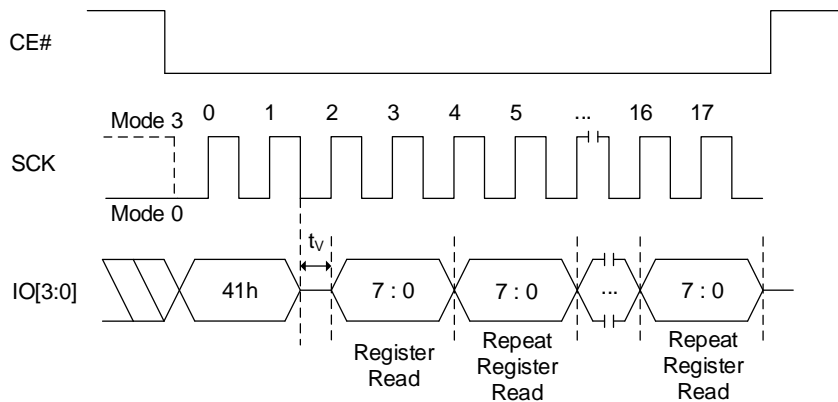 CE#
0 1 2 3 4 5 ... 16 17
Mode 3
SCK
Mode 0
tV
IO[3:0]
41h
7 : 0
7 : 0
...
7 : 0
Register
Read
Repeat
Register
Read
Repeat
Register
Read